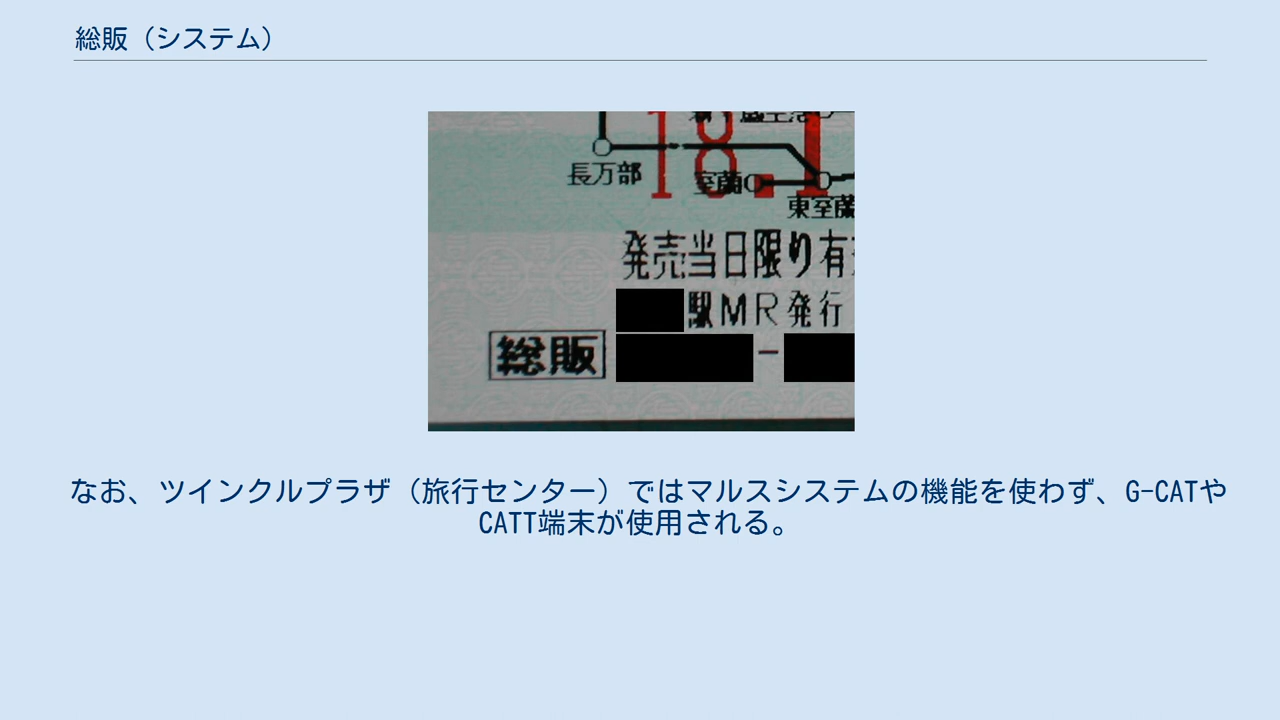 総販（システム）
18.1
長万部
室蘭
東室蘭
発売当日限り有
駅MR発行
総販
-
なお、ツインクルプラザ（旅行センター）ではマルスシステムの機能を使わず、G-CATや
CATT端末が使用される。